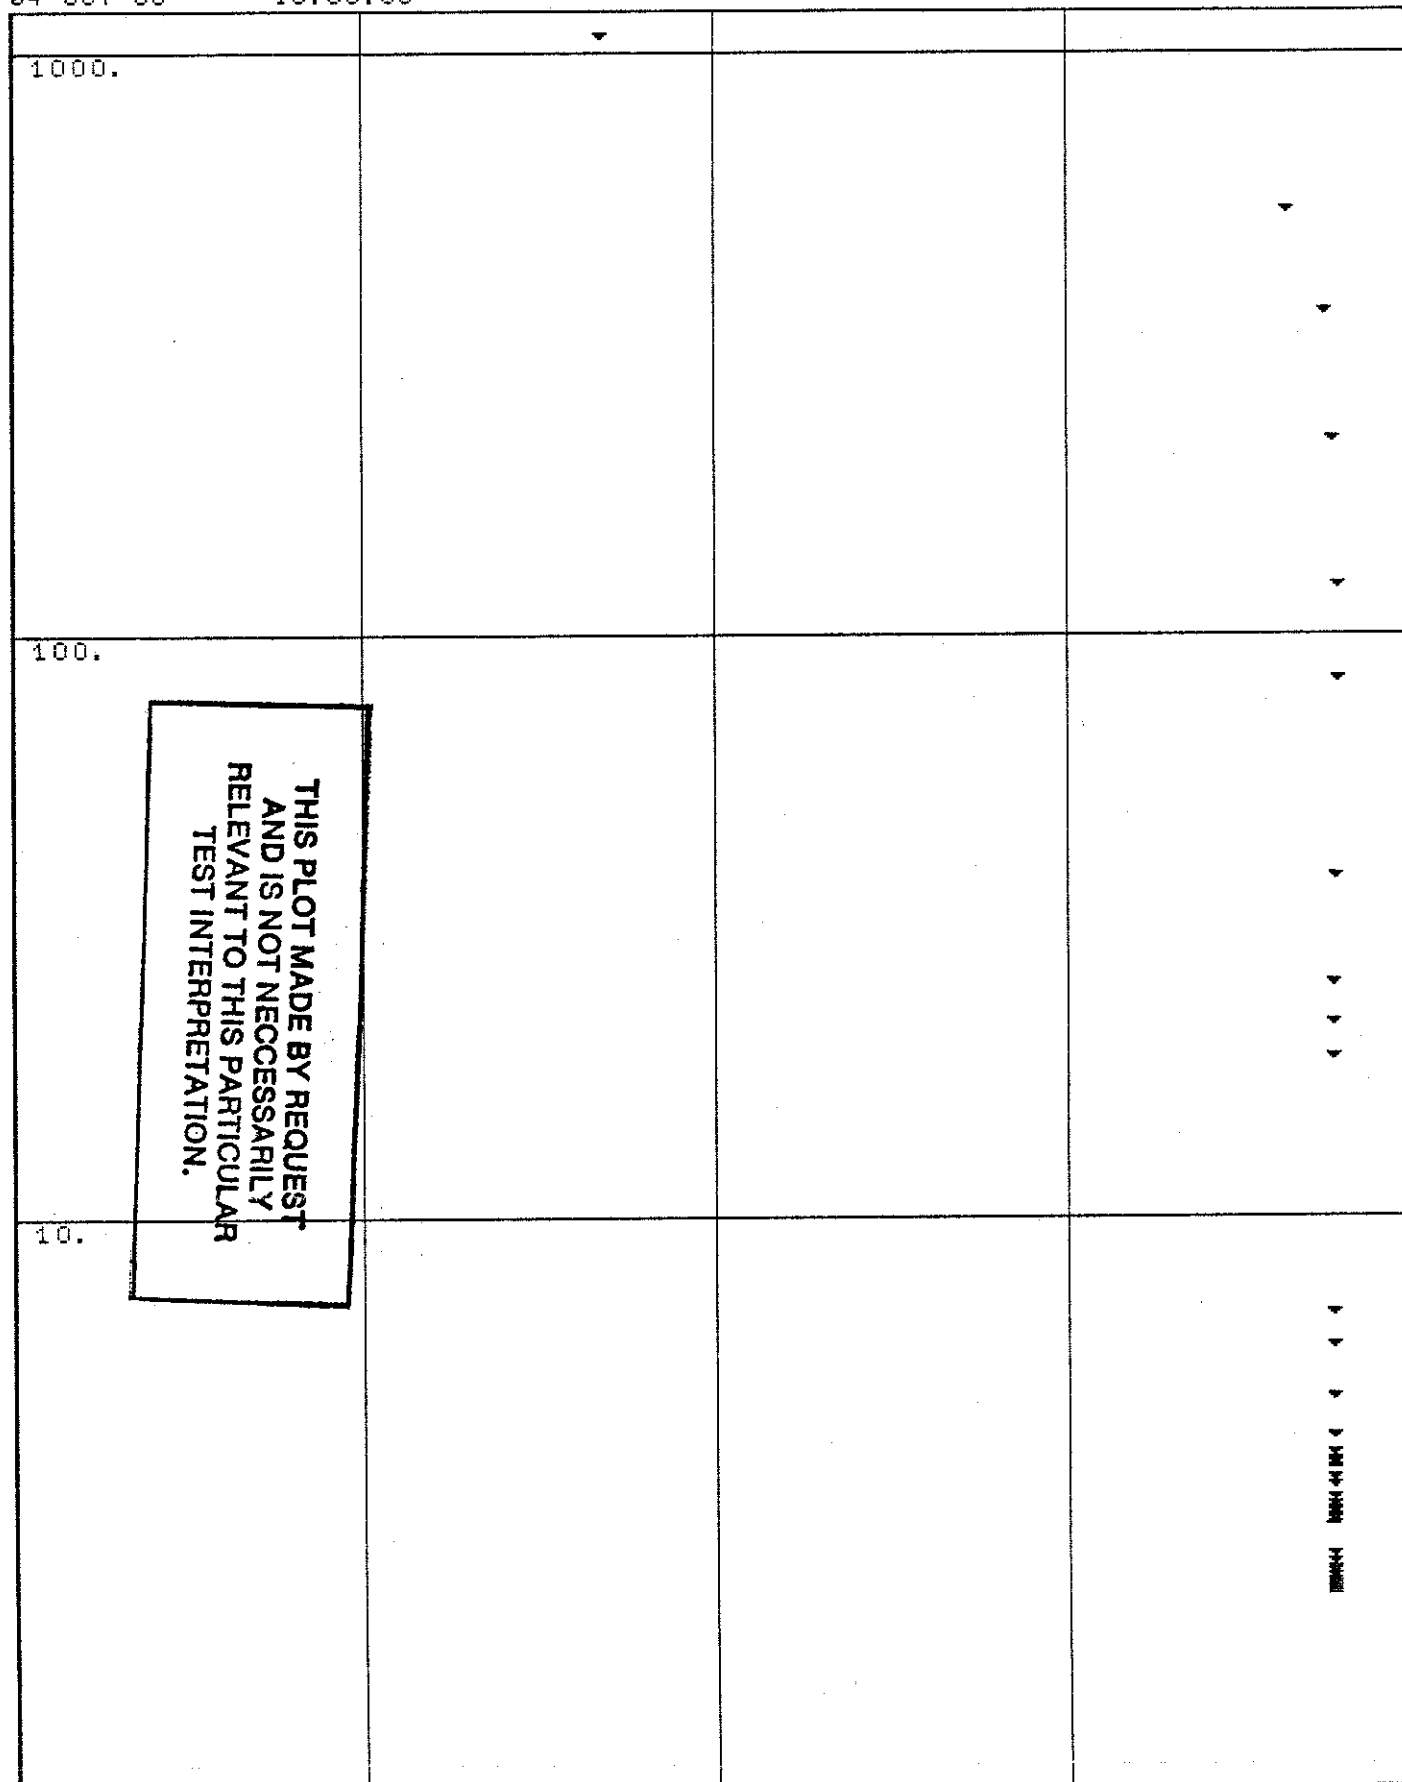 1000.
100.
THIS PLOT MADE BY REQUEST
AND IS NOT NECCESSARILY
RELEVANT TO THIS PARTICULAR
TEST INTERPRETATION.
10.